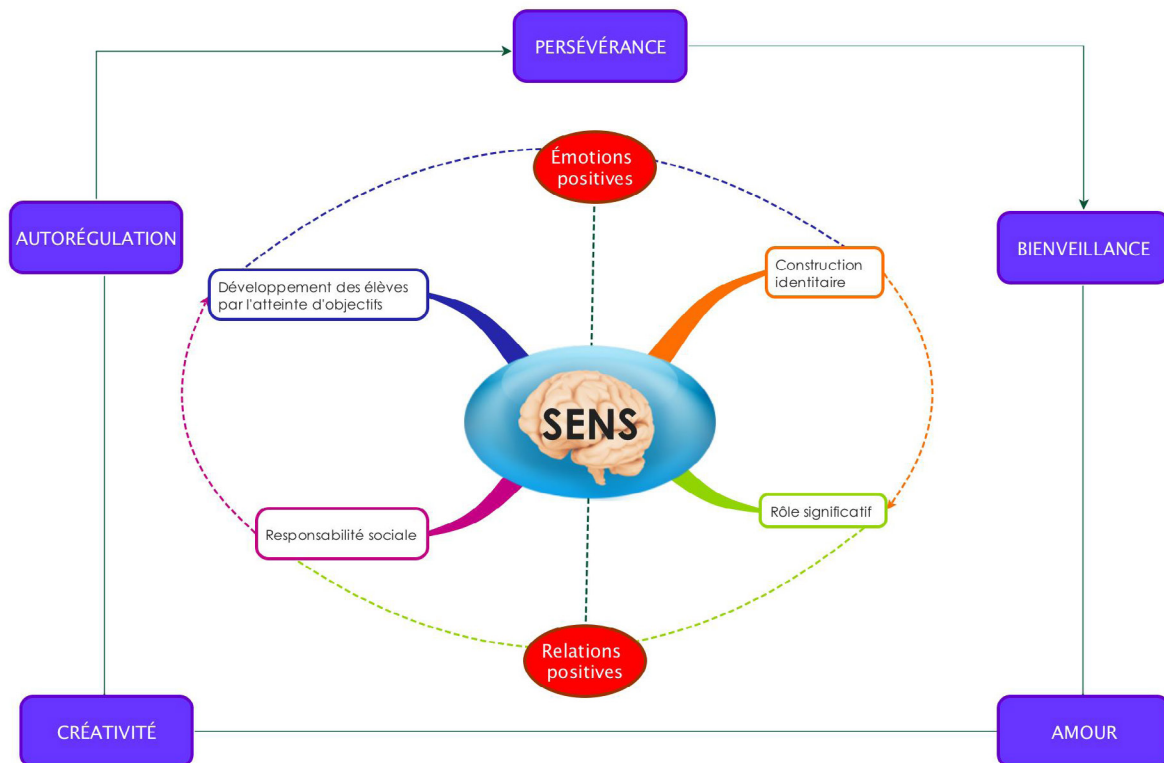 PERSÉVÉRANCE
Émotions
positives
AUTORÉGULATION
BIENVEILLANCE
Développement des élèves
par l'atteinte d'objectifs
Construction
identitaire
SENS
Responsabilité sociale
Rôle significatif
Relations
positives
CRÉATIVITÉ
AMOUR